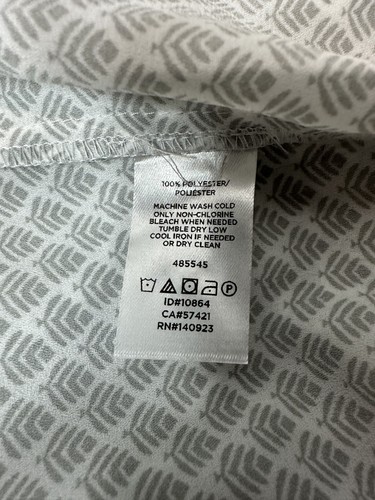 100% POLYESTER/
POLIÉSTER
MACHINE WASH COLD
ONLY NON-CHLORINE
BLEACH WHEN NEEDED
TUMBLE DRY LOW
COOL IRON IF NEEDED
OR DRY CLEAN
485545
P
ID#10864
CA#57421
RN#140923